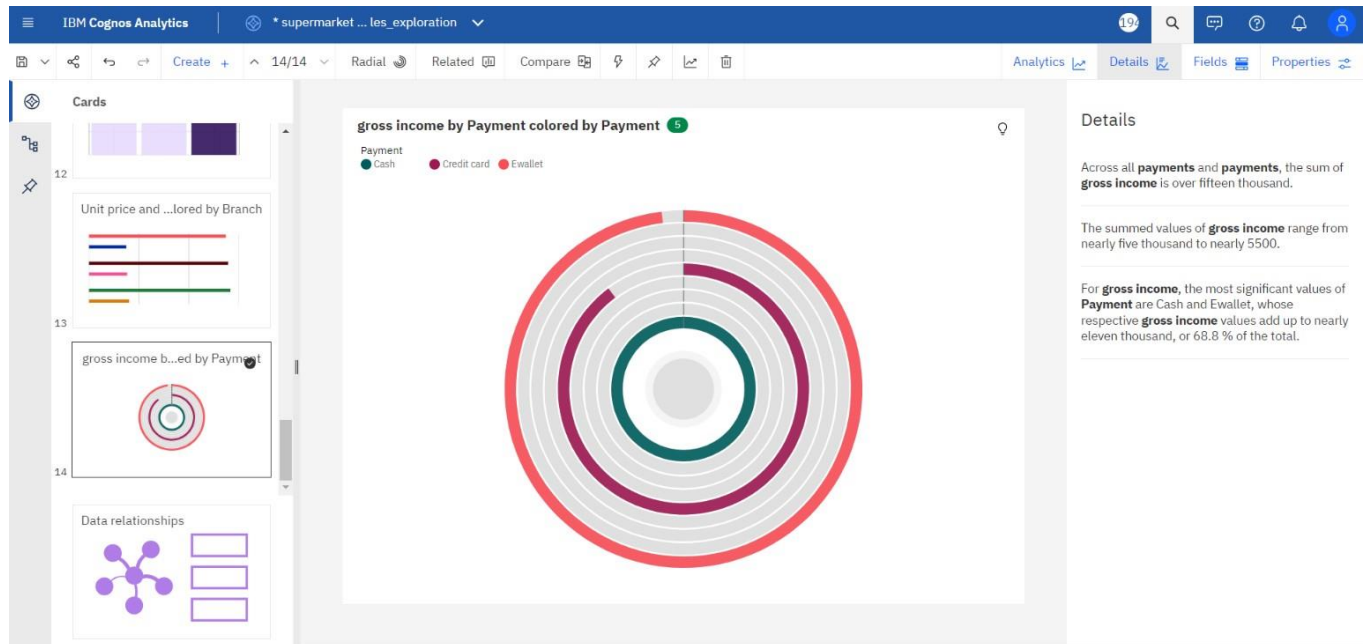 IBM Cognos Analytics
* supermarket ... les_exploration
194
Create +
14/14
Radial
Related
Compare
Analytics
Details
Fields
Properties
Cards
12
Unit price and ...lored by Branch
13
gross income b...ed by Payment
14
Data relationships
gross income by Payment colored by Payment 5
Payment
Cash Credit card Ewallet
Details
Across all payments and payments, the sum of
gross income is over fifteen thousand.
The summed values of gross income range from
nearly five thousand to nearly 5500.
For gross income, the most significant values of
Payment are Cash and Ewallet, whose
respective gross income values add up to nearly
eleven thousand, or 68.8 % of the total.